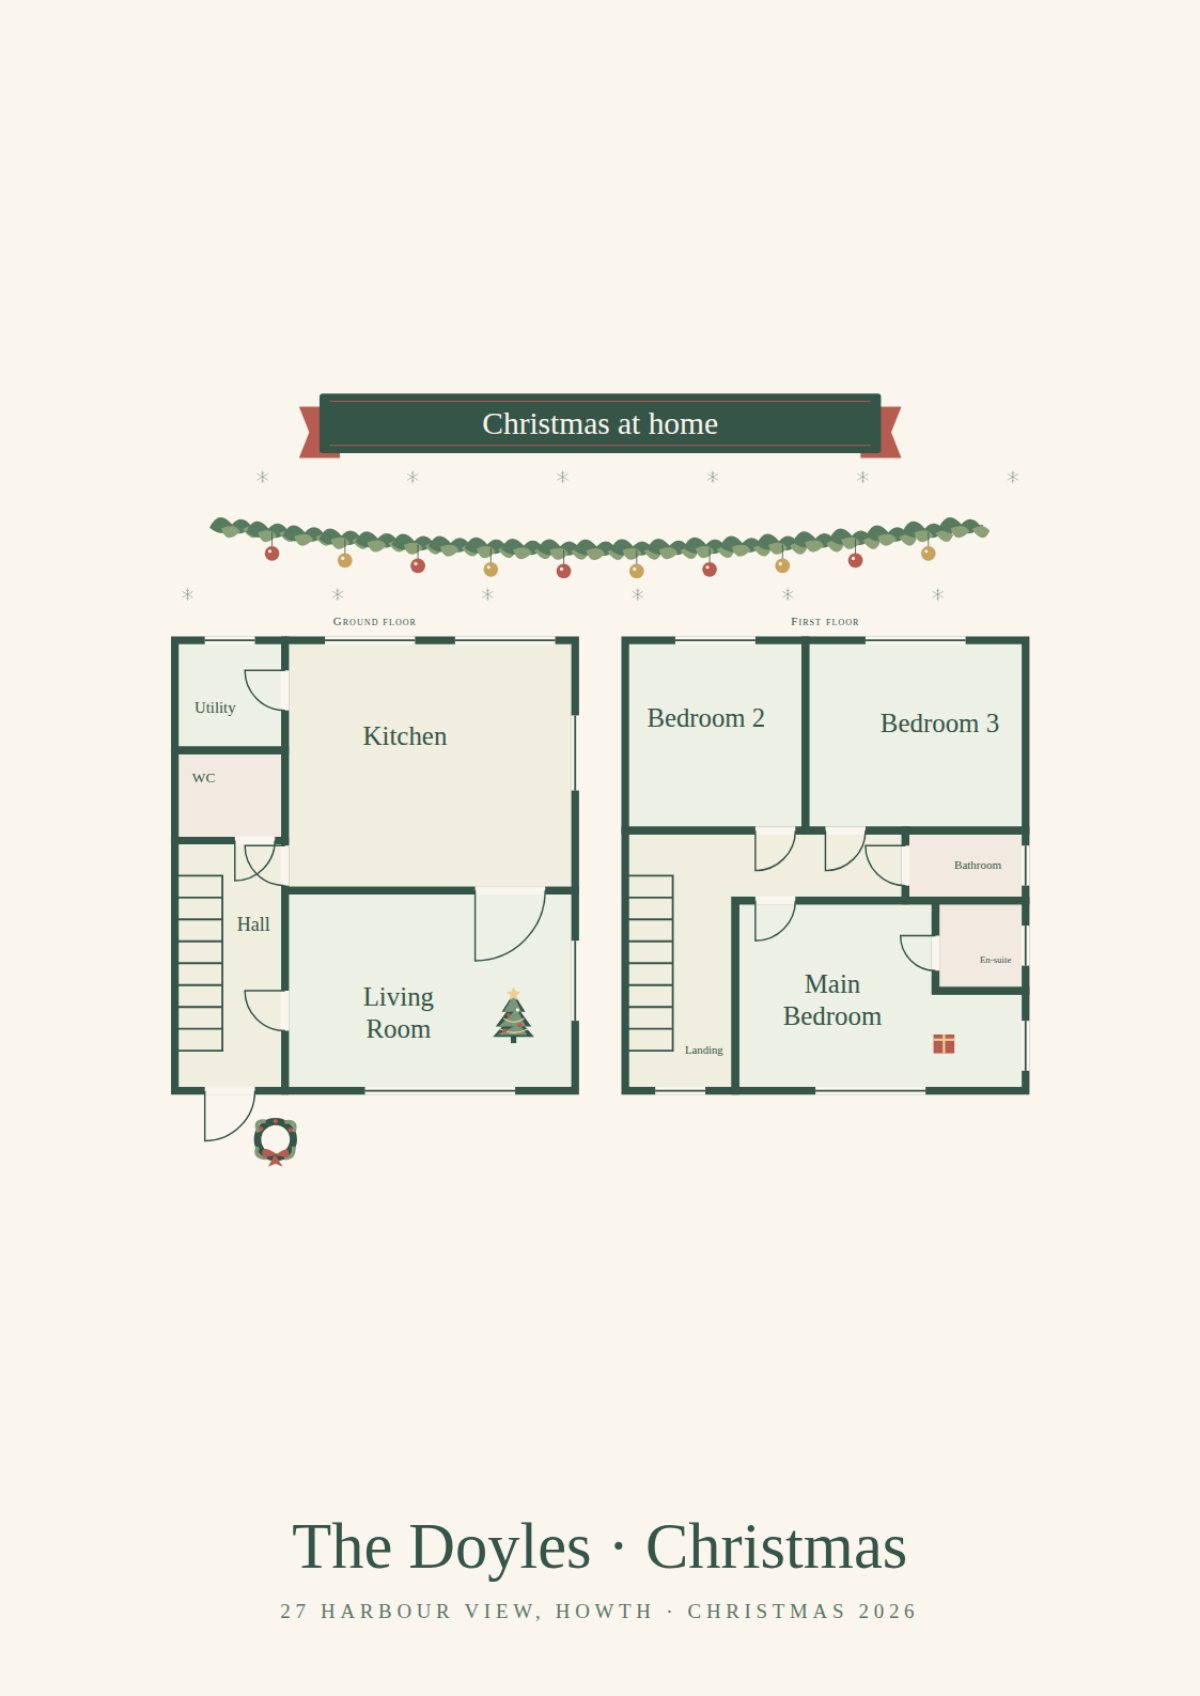 Christmas at home
Ground floor
First floor
Utility
Kitchen
WC
Hall
Living
Room
Bedroom 2
Bedroom 3
Bathroom
En-suite
Main
Bedroom
Landing
The Doyles · Christmas
27 HARBOUR VIEW, HOWTH · CHRISTMAS 2026